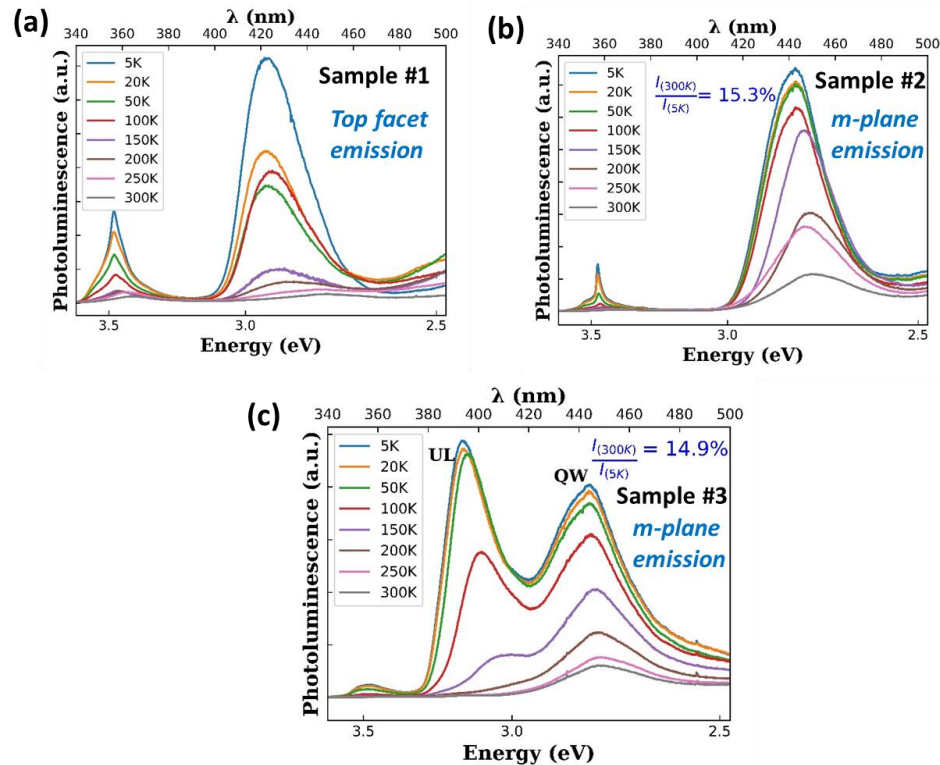 (a)
λ (nm)
340 360 380 400 420 440 460 480 500
Photoluminescence (a.u.)
5K
20K
50K
100K
150K
200K
250K
300K
Sample #1
Top facet
emission
3.5 3.0 2.5
Energy (eV)
(b)
λ (nm)
340 360 380 400 420 440 460 480 500
Photoluminescence (a.u.)
5K
20K
50K
100K
150K
200K
250K
300K
I(300K)
I(5K) = 15.3%
Sample #2
m-plane
emission
3.5 3.0 2.5
Energy (eV)
(c)
λ (nm)
340 360 380 400 420 440 460 480 500
Photoluminescence (a.u.)
5K
20K
50K
100K
150K
200K
250K
300K
UL
QW
I(300K)
I(5K) = 14.9%
Sample #3
m-plane
emission
3.5 3.0 2.5
Energy (eV)